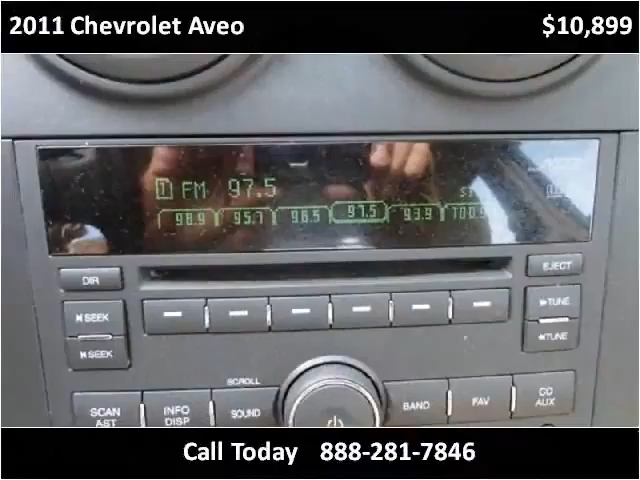 2011 Chevrolet Aveo $10,899
1 FM 97.5
98.9 95.7 96.5 97.5 93.9 100.9
DIR EJECT
SEEK TUNE
SEEK TUNE
SCROLL
SCAN INFO SOUND BAND FAV CD
AST DISP AUX
Call Today 888-281-7846